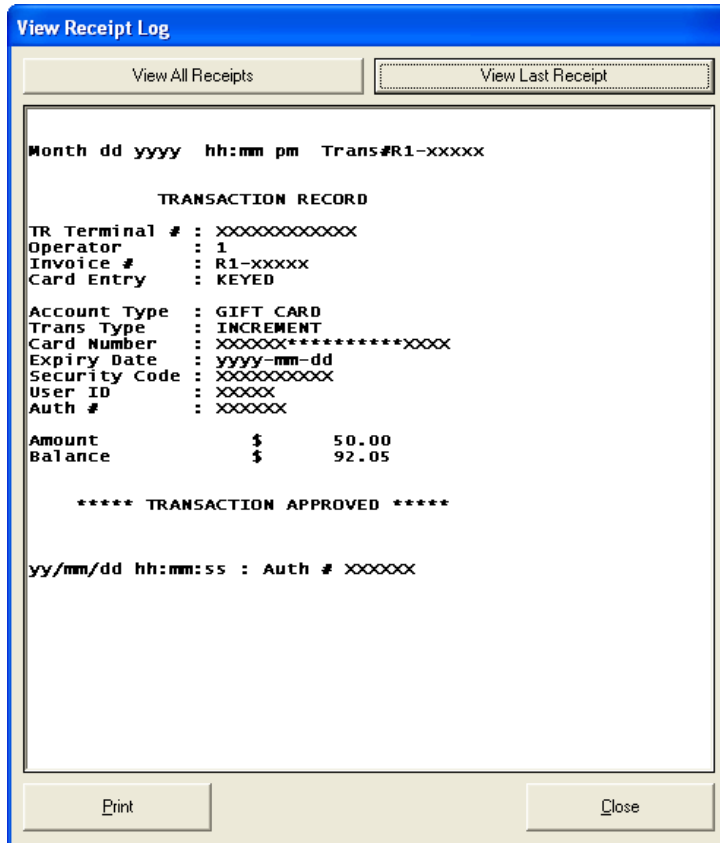 View Receipt Log
View All Receipts View Last Receipt
Month dd yyyy hh:mm pm Trans#R1-xxxxx
TRANSACTION RECORD
TR Terminal # : XXXXXXXXXXXX
Operator : 1
Invoice # : R1-xxxxx
Card Entry : KEYED
Account Type : GIFT CARD
Trans Type : INCREMENT
Card Number : XXXXXX**********XXXX
Expiry Date : yyyy-mm-dd
Security Code : XXXXXXXXXX
User ID : XXXXX
Auth # : XXXXXX
Amount $ 50.00
Balance $ 92.05
***** TRANSACTION APPROVED *****
yy/mm/dd hh:mm:ss : Auth # XXXXXX
Print Close